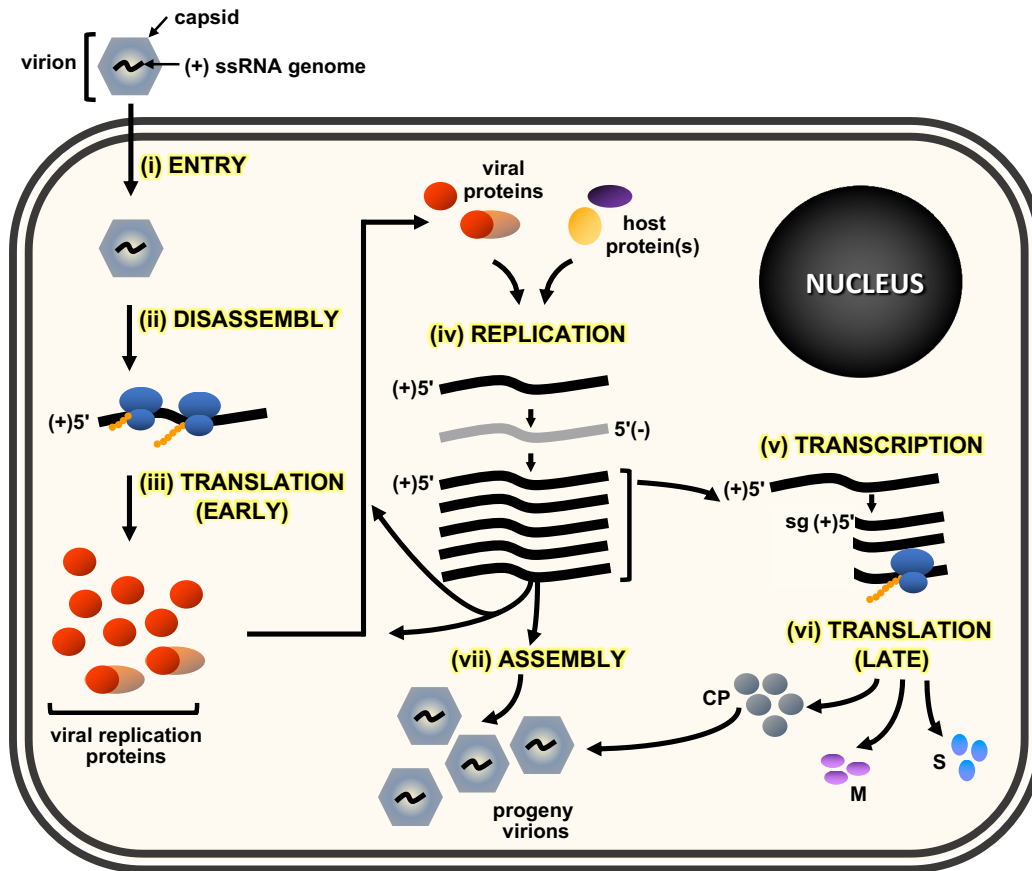 capsid
virion
(+) ssRNA genome
(i) ENTRY
viral
proteins
host
protein(s)
NUCLEUS
(ii) DISASSEMBLY
(iv) REPLICATION
(+)5'
(+)5'
5'(-)
(v) TRANSCRIPTION
(iii) TRANSLATION
(EARLY)
(+)5'
(+)5'
sg (+)5'
(vi) TRANSLATION
(LATE)
(vii) ASSEMBLY
CP
viral replication
proteins
S
M
progeny
virions